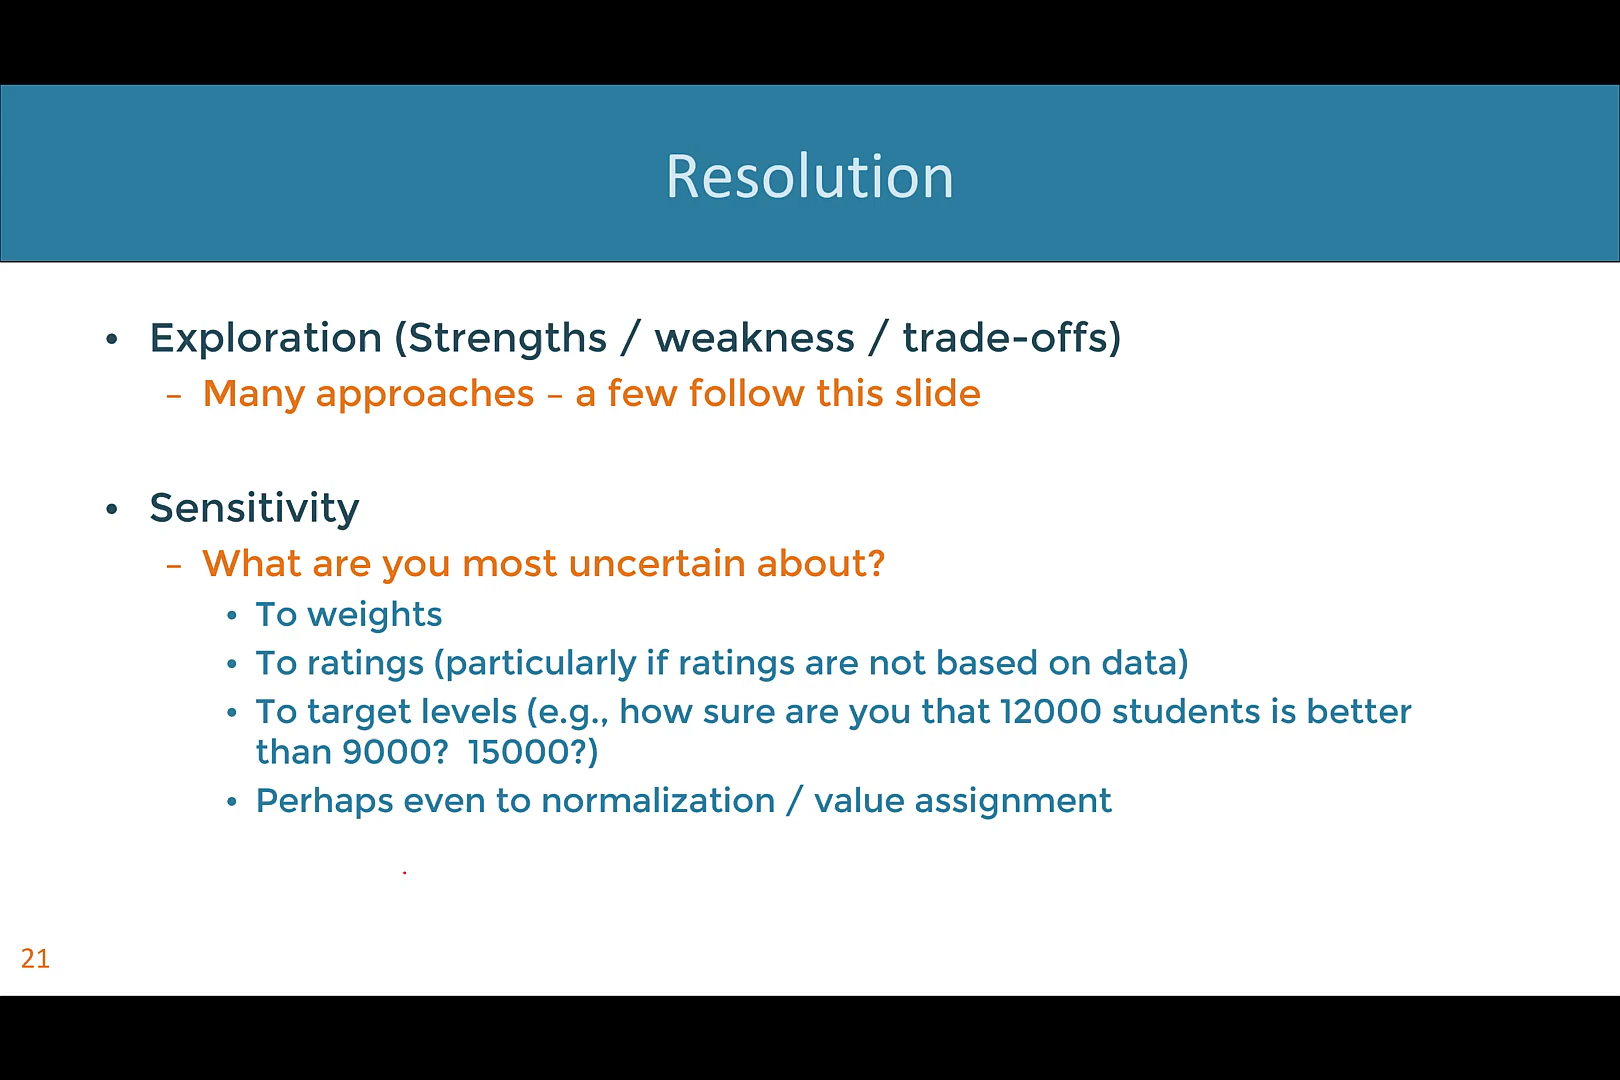 Resolution
• Exploration (Strengths / weakness / trade-offs)
– Many approaches – a few follow this slide
• Sensitivity
– What are you most uncertain about?
• To weights
• To ratings (particularly if ratings are not based on data)
• To target levels (e.g., how sure are you that 12000 students is better
than 9000?  15000?)
• Perhaps even to normalization / value assignment
21